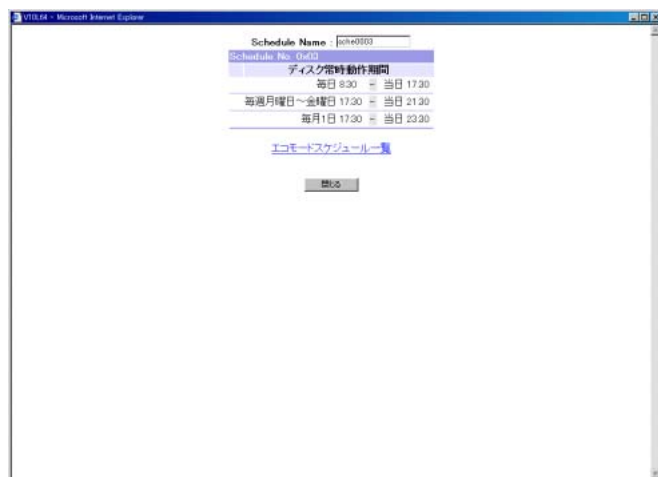 VT0L64 - Microsoft Internet Explorer
Schedule Name : sche0003
Schedule No. 0x03
ディスク常時動作期間
毎日 8:30 ~ 当日 17:30
毎週月曜日～金曜日 17:30 ~ 当日 21:30
毎月1日 17:30 ~ 当日 23:30
エコモードスケジュール一覧
閉じる